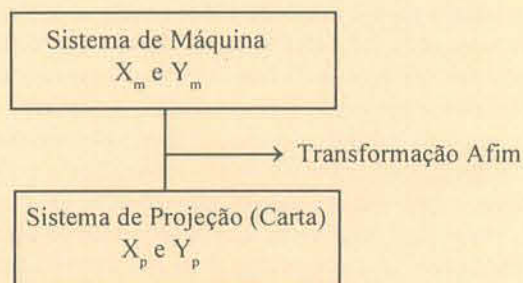 Sistema de Máquina
Xm e Ym
Transformação Afim
Sistema de Projeção (Carta)
Xp e Yp